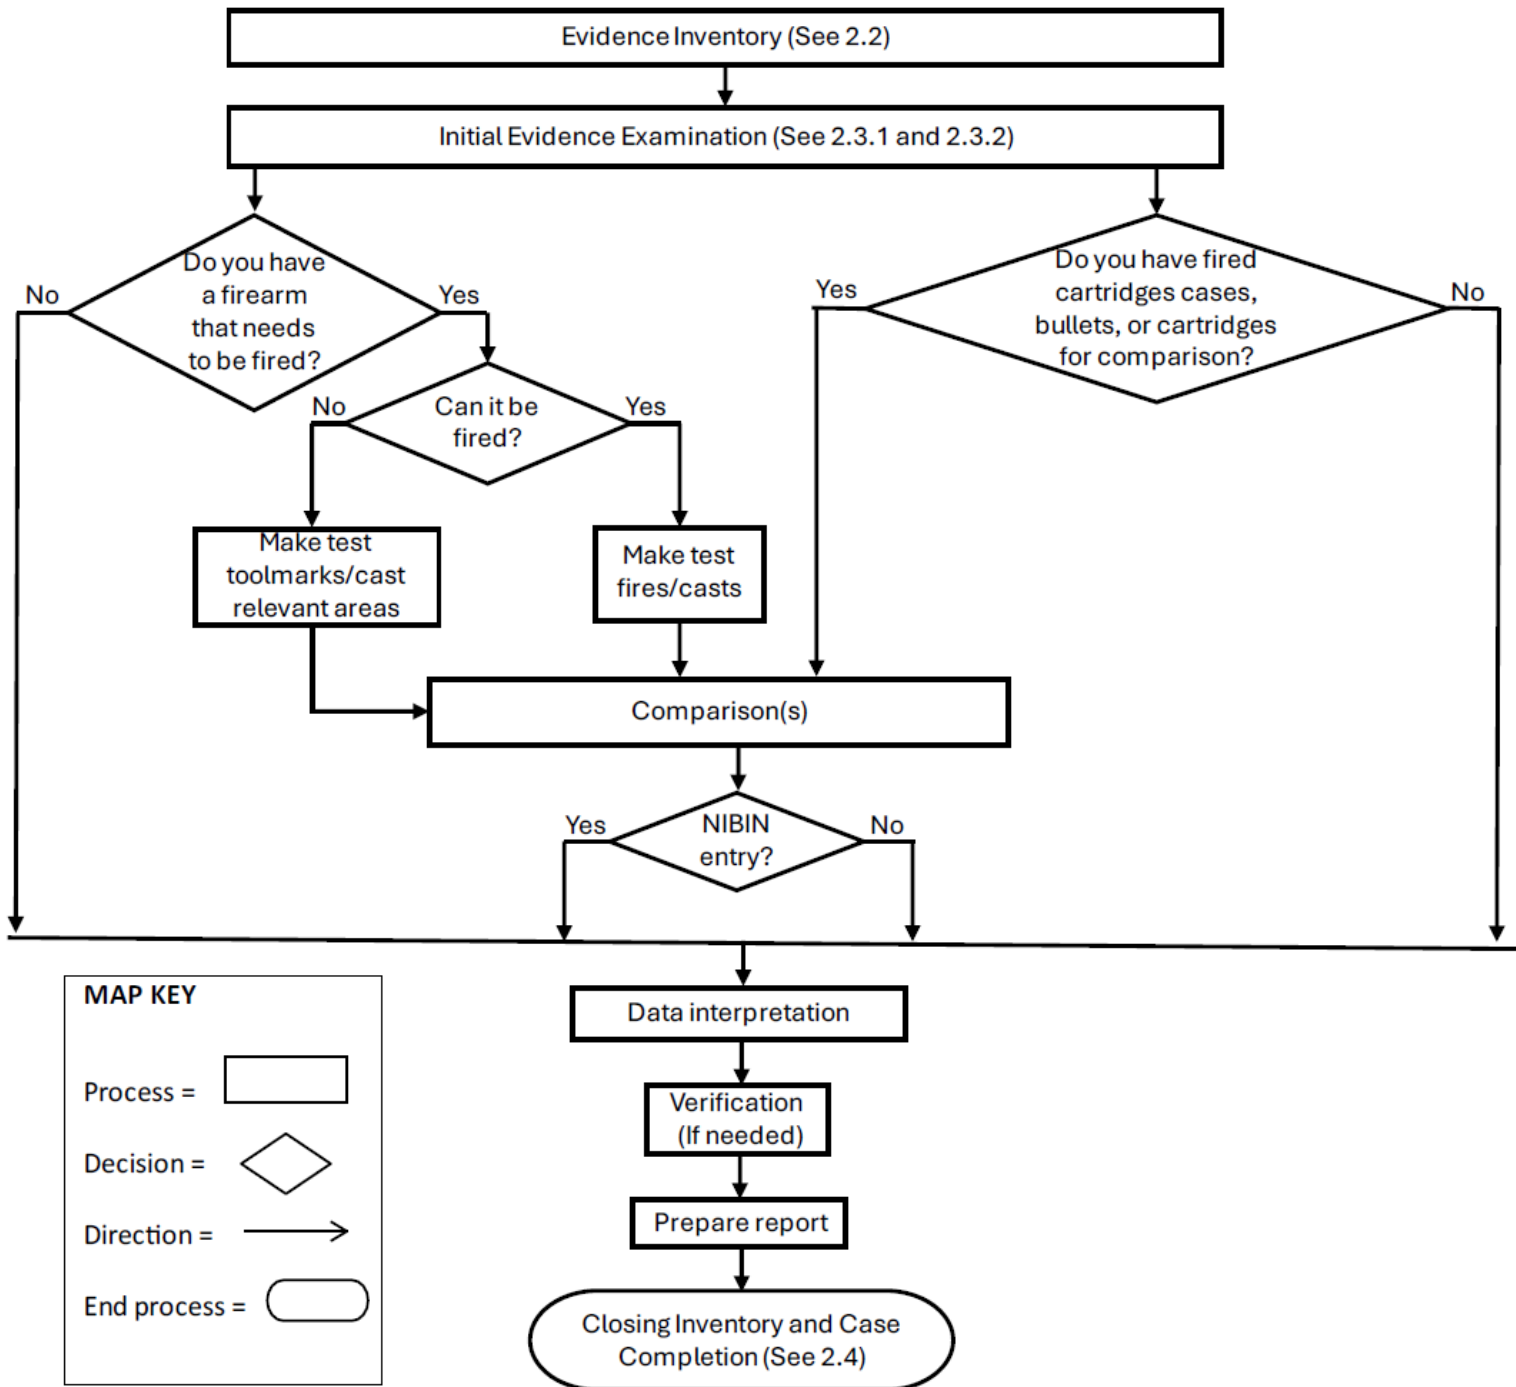 Evidence Inventory (See 2.2)
Initial Evidence Examination (See 2.3.1 and 2.3.2)
Do you have
a firearm
that needs
to be fired?
No
Yes
Do you have fired
cartridges cases,
bullets, or cartridges
for comparison?
Yes
No
Can it be
fired?
No
Yes
Make test
toolmarks/cast
relevant areas
Make test
fires/casts
Comparison(s)
NIBIN
entry?
Yes
No
Data interpretation
Verification
(If needed)
Prepare report
Closing Inventory and Case
Completion (See 2.4)
MAP KEY
Process =
Decision =
Direction =
End process =